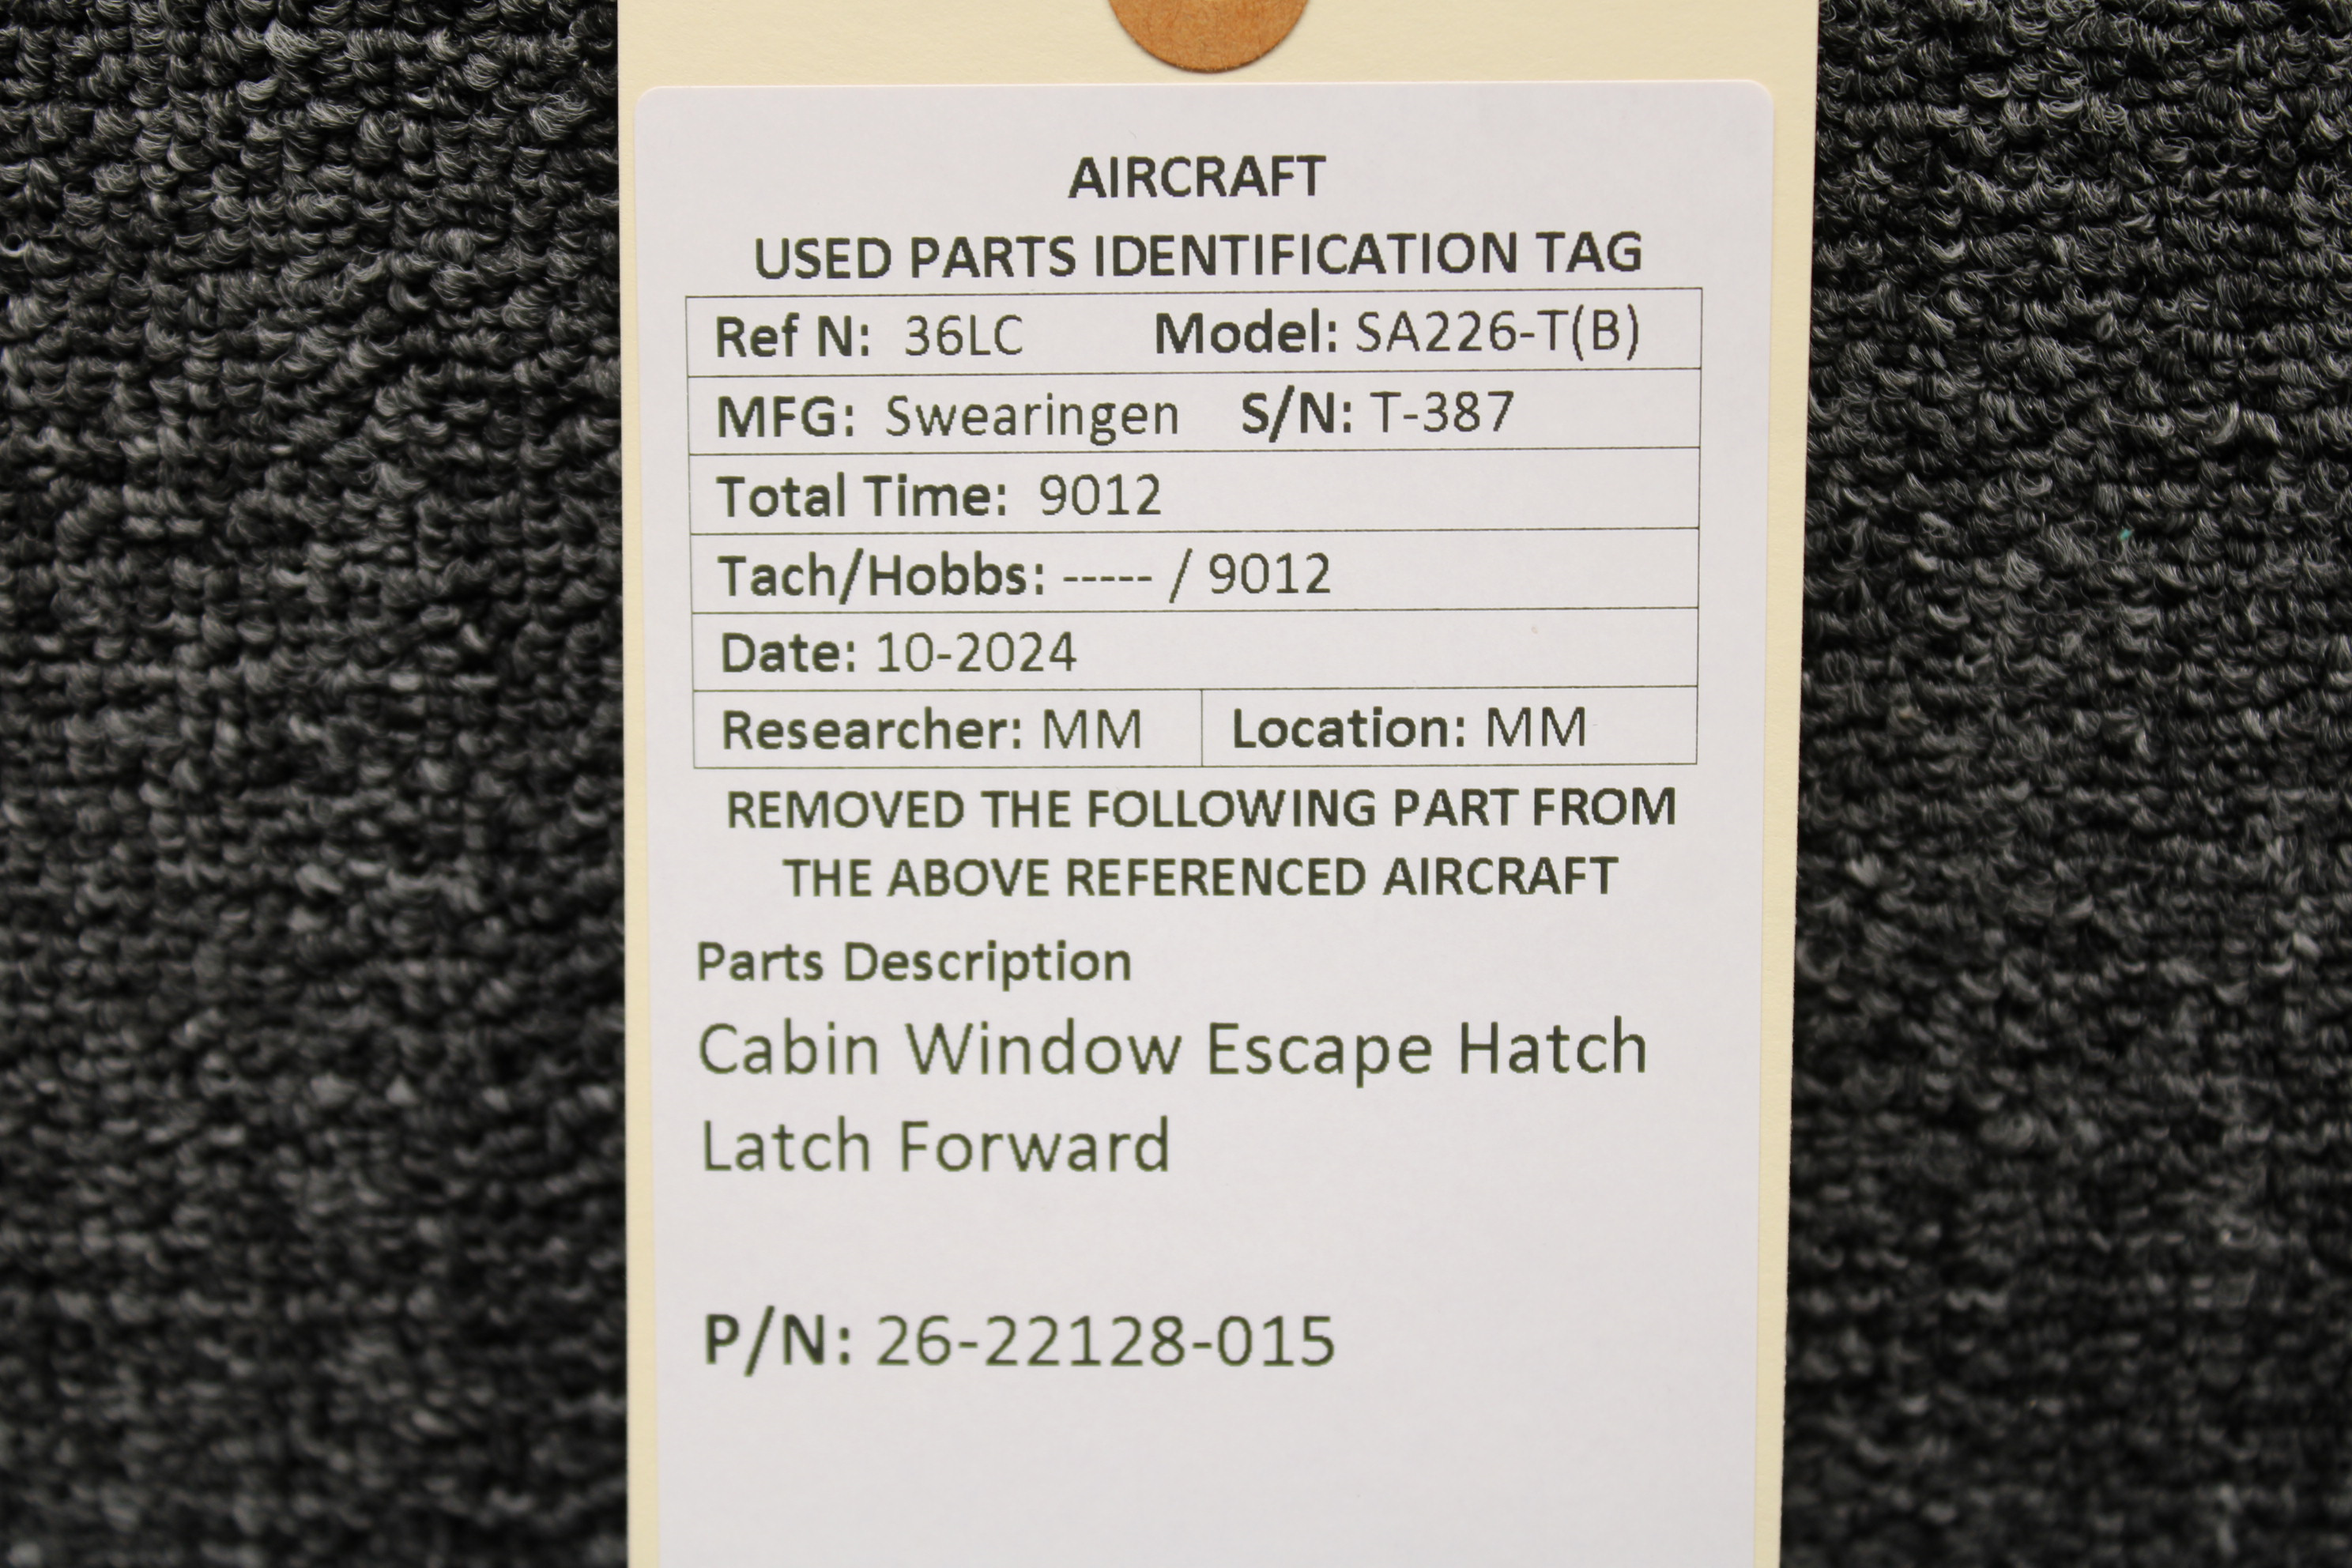 AIRCRAFT
USED PARTS IDENTIFICATION TAG
Ref N: 36LC Model: SA226-T(B)
MFG: Swearingen S/N: T-387
Total Time: 9012
Tach/Hobbs: ----- / 9012
Date: 10-2024
Researcher: MM Location: MM
REMOVED THE FOLLOWING PART FROM
THE ABOVE REFERENCED AIRCRAFT
Parts Description
Cabin Window Escape Hatch
Latch Forward
P/N: 26-22128-015